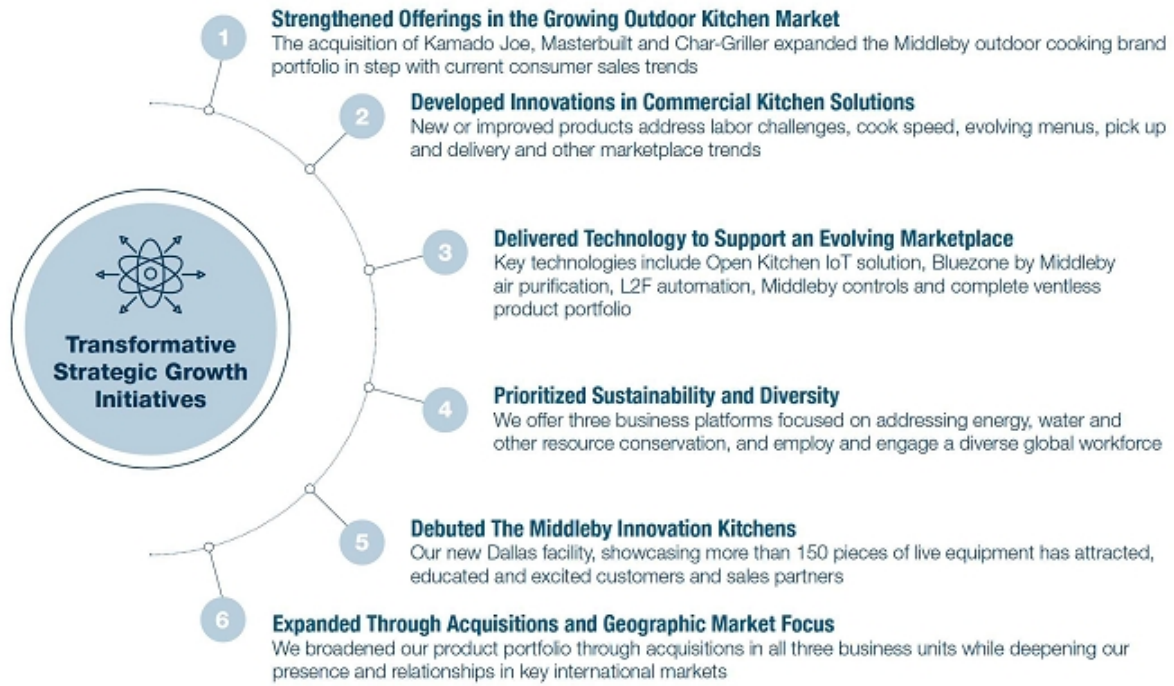 1
Strengthened Offerings in the Growing Outdoor Kitchen Market
The acquisition of Kamado Joe, Masterbuilt and Char-Griller expanded the Middleby outdoor cooking brand
portfolio in step with current consumer sales trends
2
Developed Innovations in Commercial Kitchen Solutions
New or improved products address labor challenges, cook speed, evolving menus, pick up
and delivery and other marketplace trends
3
Delivered Technology to Support an Evolving Marketplace
Key technologies include Open Kitchen IoT solution, Bluezone by Middleby
air purification, L2F automation, Middleby controls and complete ventless
product portfolio
Transformative
Strategic Growth
Initiatives
4
Prioritized Sustainability and Diversity
We offer three business platforms focused on addressing energy, water and
other resource conservation, and employ and engage a diverse global workforce
5
Debuted The Middleby Innovation Kitchens
Our new Dallas facility, showcasing more than 150 pieces of live equipment has attracted,
educated and excited customers and sales partners
6
Expanded Through Acquisitions and Geographic Market Focus
We broadened our product portfolio through acquisitions in all three business units while deepening our
presence and relationships in key international markets